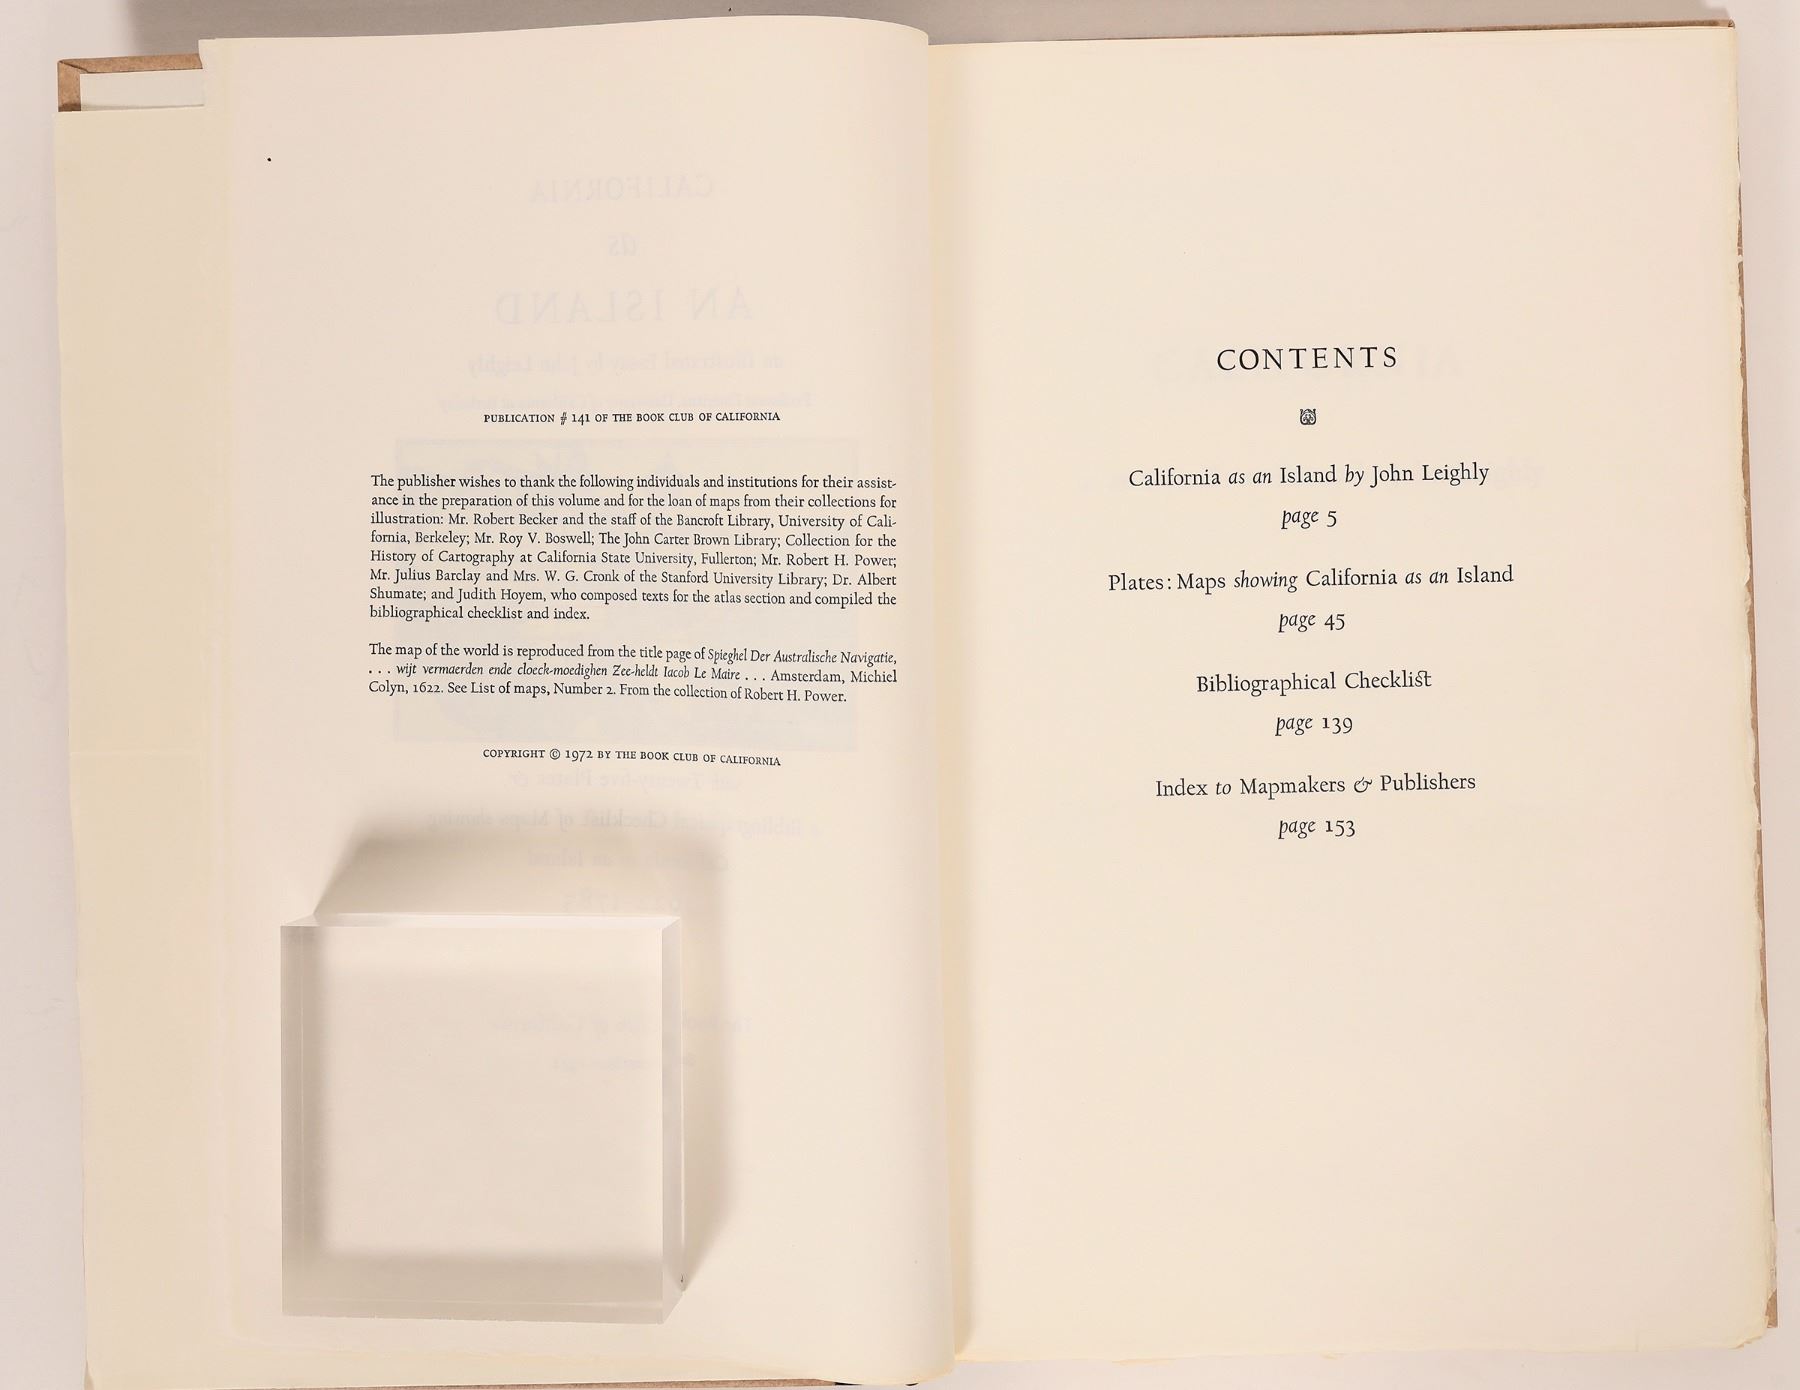 PUBLICATION # 141 OF THE BOOK CLUB OF CALIFORNIA
The publisher wishes to thank the following individuals and institutions for their assist-
ance in the preparation of this volume and for the loan of maps from their collections for
illustration: Mr. Robert Becker and the staff of the Bancroft Library, University of Cali-
fornia, Berkeley; Mr. Roy V. Boswell; The John Carter Brown Library; Collection for the
History of Cartography at California State University, Fullerton; Mr. Robert H. Power;
Mr. Julius Barclay and Mrs. W. G. Cronk of the Stanford University Library; Dr. Albert
Shumate; and Judith Hoyem, who composed texts for the atlas section and compiled the
bibliographical checklist and index.
The map of the world is reproduced from the title page of Spieghel Der Australische Navigatie,
. . . wijt vermaerden ende cloeck-moedighen Zee-heldt Iacob Le Maire . . . Amsterdam, Michiel
Colyn, 1622. See List of maps, Number 2. From the collection of Robert H. Power.
COPYRIGHT © 1972 BY THE BOOK CLUB OF CALIFORNIA
CONTENTS
California as an Island by John Leighly
page 5
Plates: Maps showing California as an Island
page 45
Bibliographical Checklist
page 139
Index to Mapmakers & Publishers
page 153